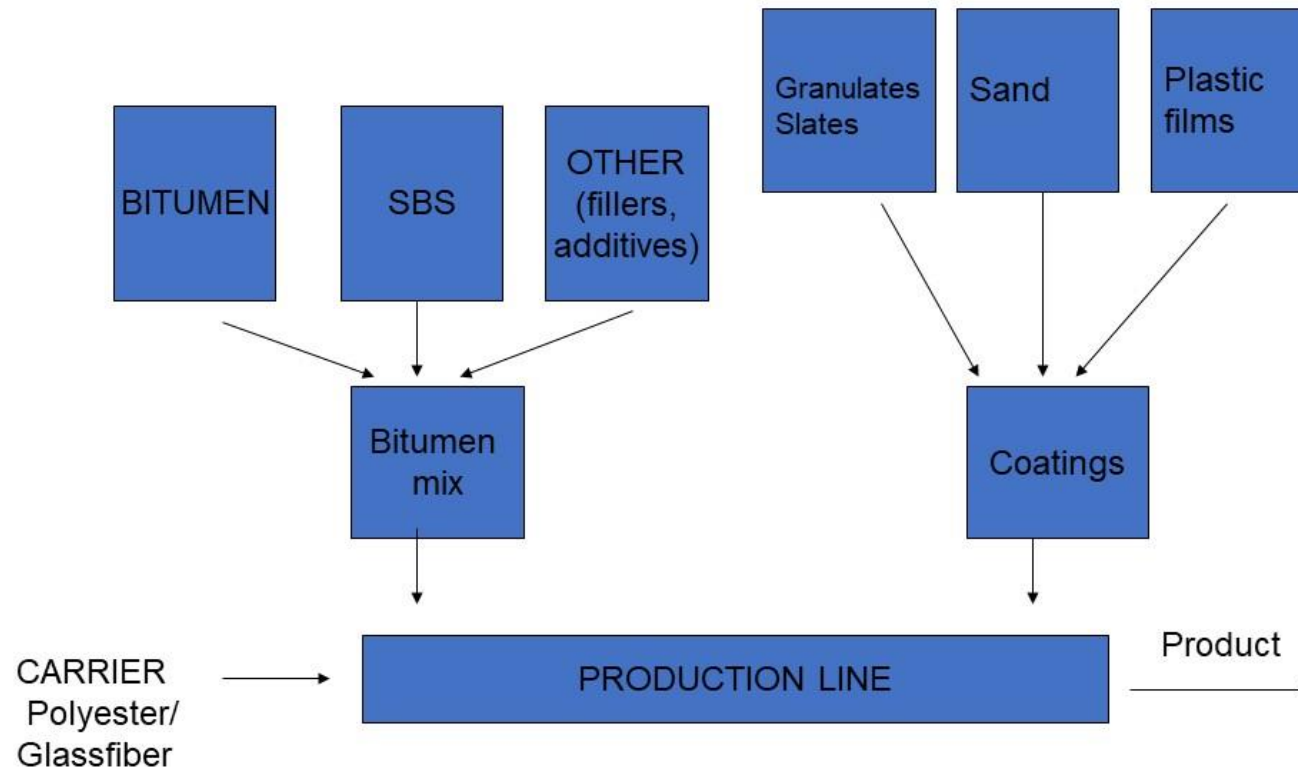 Granulates
Slates
Sand
Plastic
films
BITUMEN
SBS
OTHER
(fillers,
additives)
Bitumen
mix
Coatings
CARRIER
Polyester/
Glassfiber
PRODUCTION LINE
Product